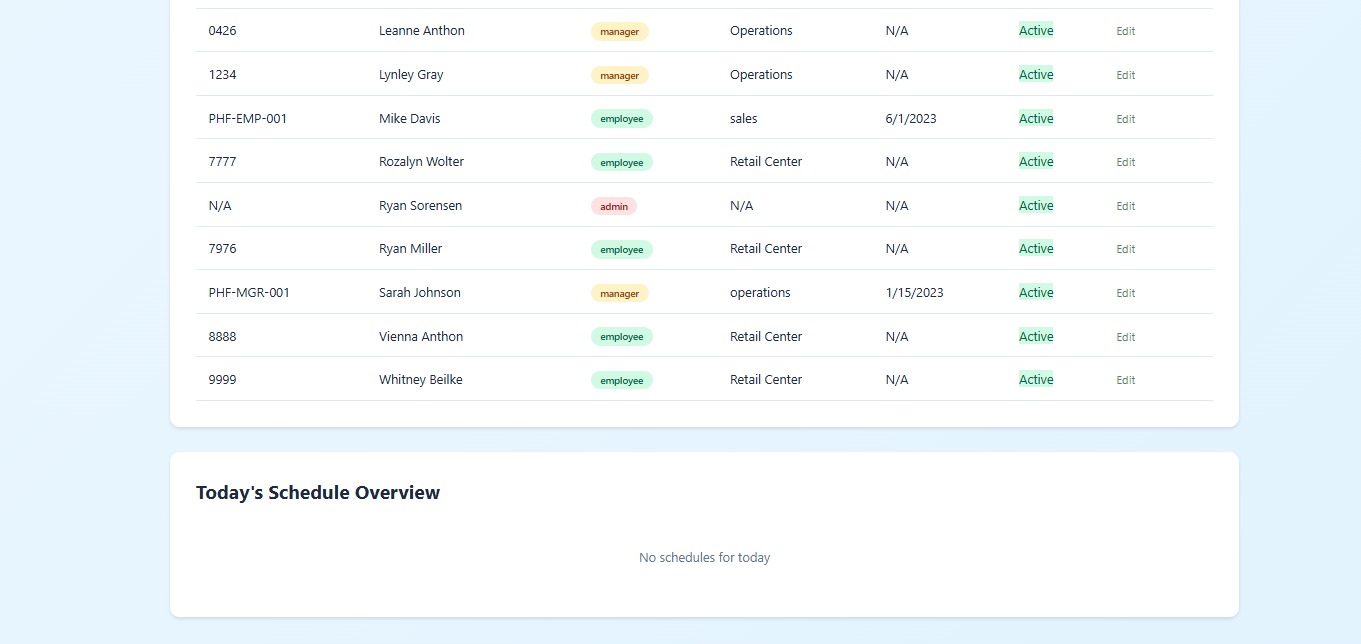 0426 Leanne Anthon manager Operations N/A Active Edit
1234 Lynley Gray manager Operations N/A Active Edit
PHF-EMP-001 Mike Davis employee sales 6/1/2023 Active Edit
7777 Rozalyn Wolter employee Retail Center N/A Active Edit
N/A Ryan Sorensen admin N/A N/A Active Edit
7976 Ryan Miller employee Retail Center N/A Active Edit
PHF-MGR-001 Sarah Johnson manager operations 1/15/2023 Active Edit
8888 Vienna Anthon employee Retail Center N/A Active Edit
9999 Whitney Beilke employee Retail Center N/A Active Edit
Today's Schedule Overview
No schedules for today